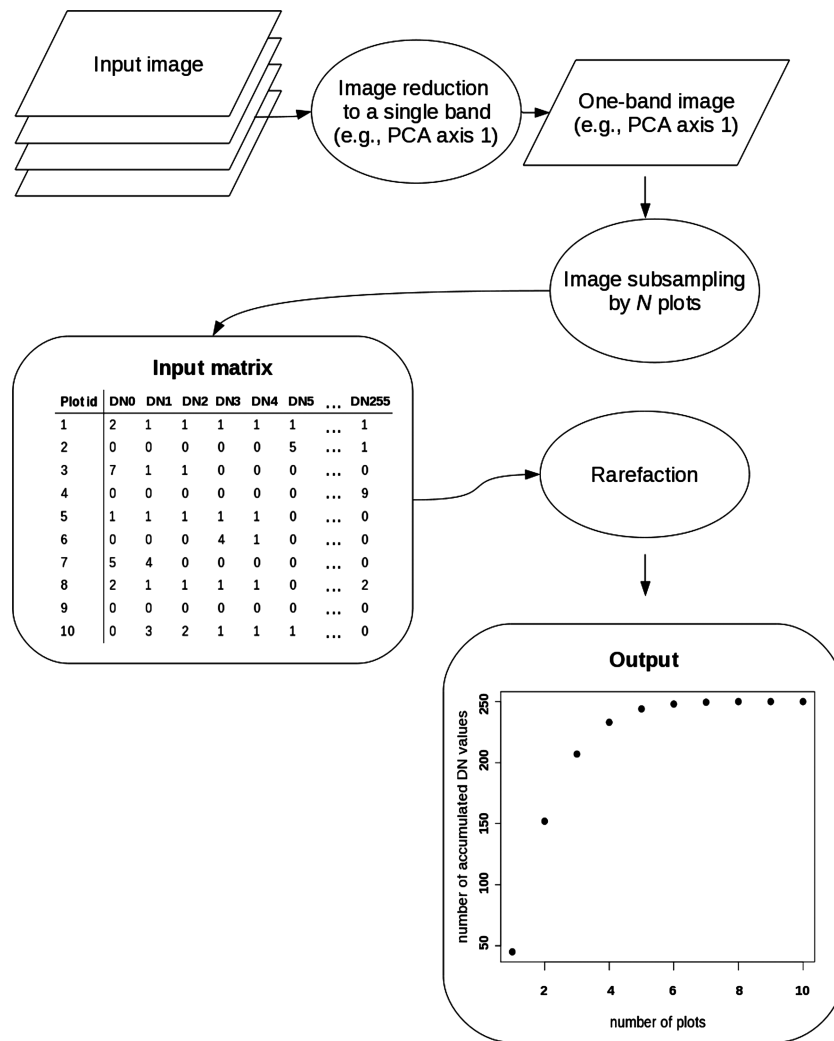 Input image
Image reduction
to a single band
(e.g., PCA axis 1)
One-band image
(e.g., PCA axis 1)
Image subsampling
by N plots
Input matrix
Plot id DN0 DN1 DN2 DN3 DN4 DN5 ... DN255
1 2 1 1 1 1 1 ... 1
2 0 0 0 0 0 5 ... 1
3 7 1 1 0 0 0 ... 0
4 0 0 0 0 0 0 ... 9
5 1 1 1 1 1 0 ... 0
6 0 0 0 4 1 0 ... 0
7 5 4 0 0 0 0 ... 0
8 2 1 1 1 1 0 ... 2
9 0 0 0 0 0 0 ... 0
10 0 3 2 1 1 1 ... 0
Rarefaction
Output
number of accumulated DN values
250
200
150
100
50
2 4 6 8 10
number of plots